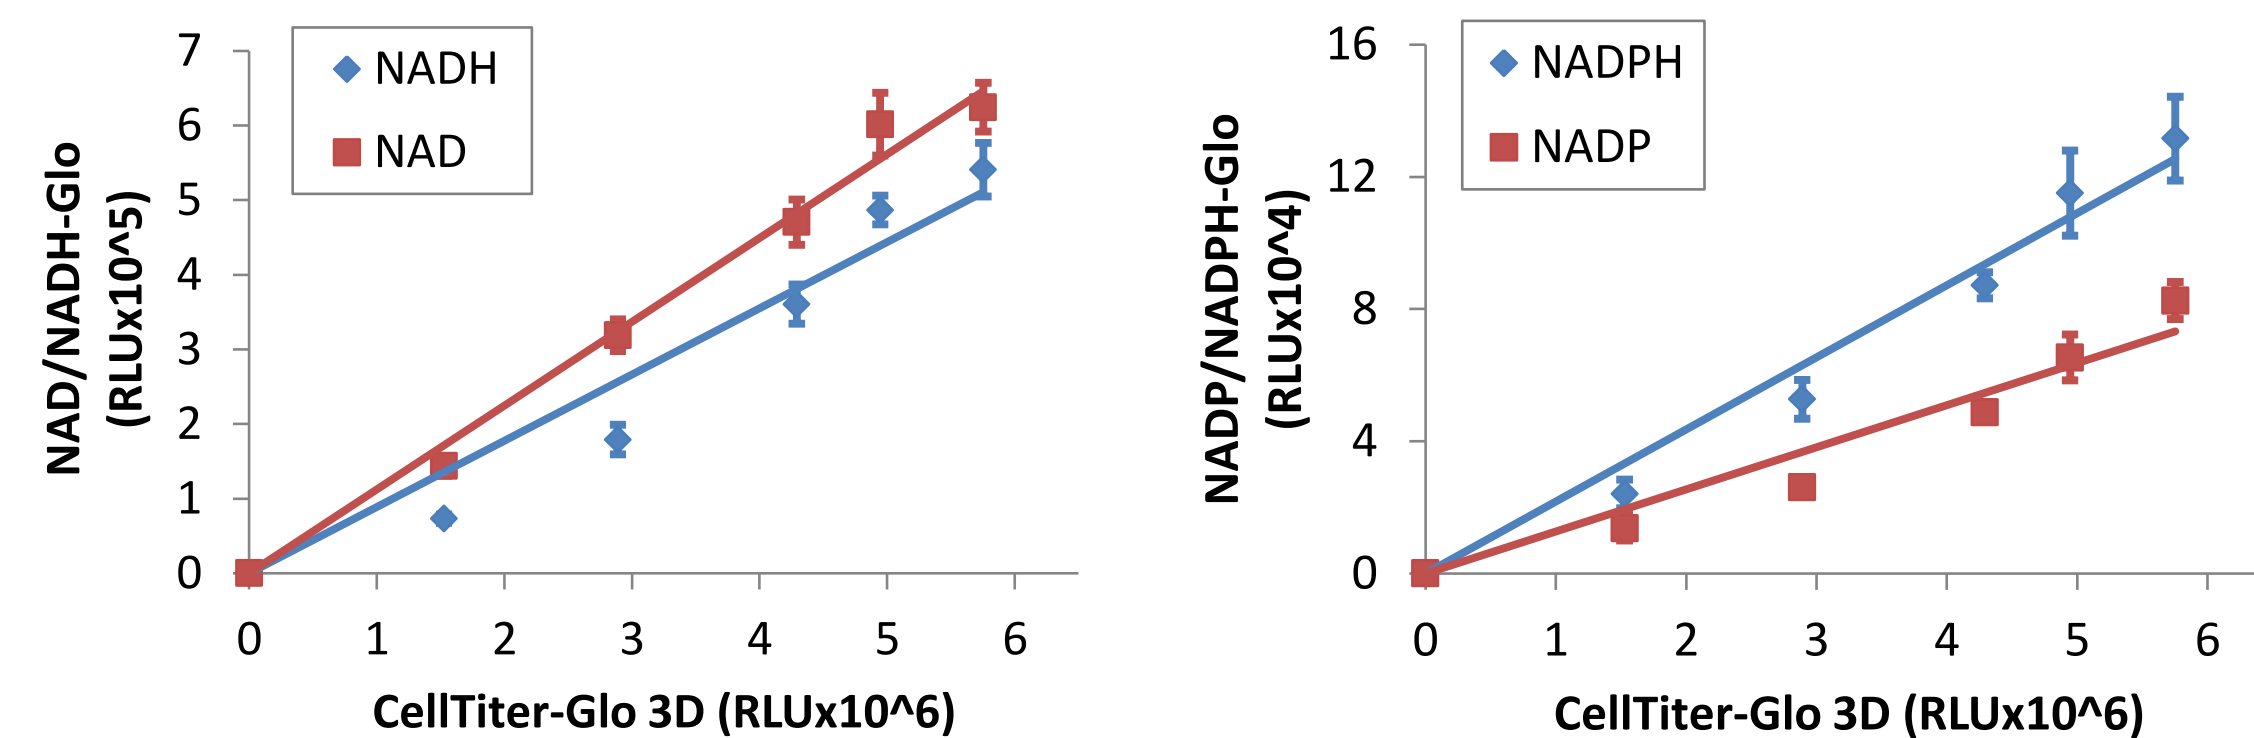 NAD/NADH-Glo
(RLUx10^5)
7
6
5
4
3
2
1
0
NADH
NAD
0 1 2 3 4 5 6
CellTiter-Glo 3D (RLUx10^6)
NADP/NADPH-Glo
(RLUx10^4)
16
12
8
4
0
NADPH
NADP
0 1 2 3 4 5 6
CellTiter-Glo 3D (RLUx10^6)